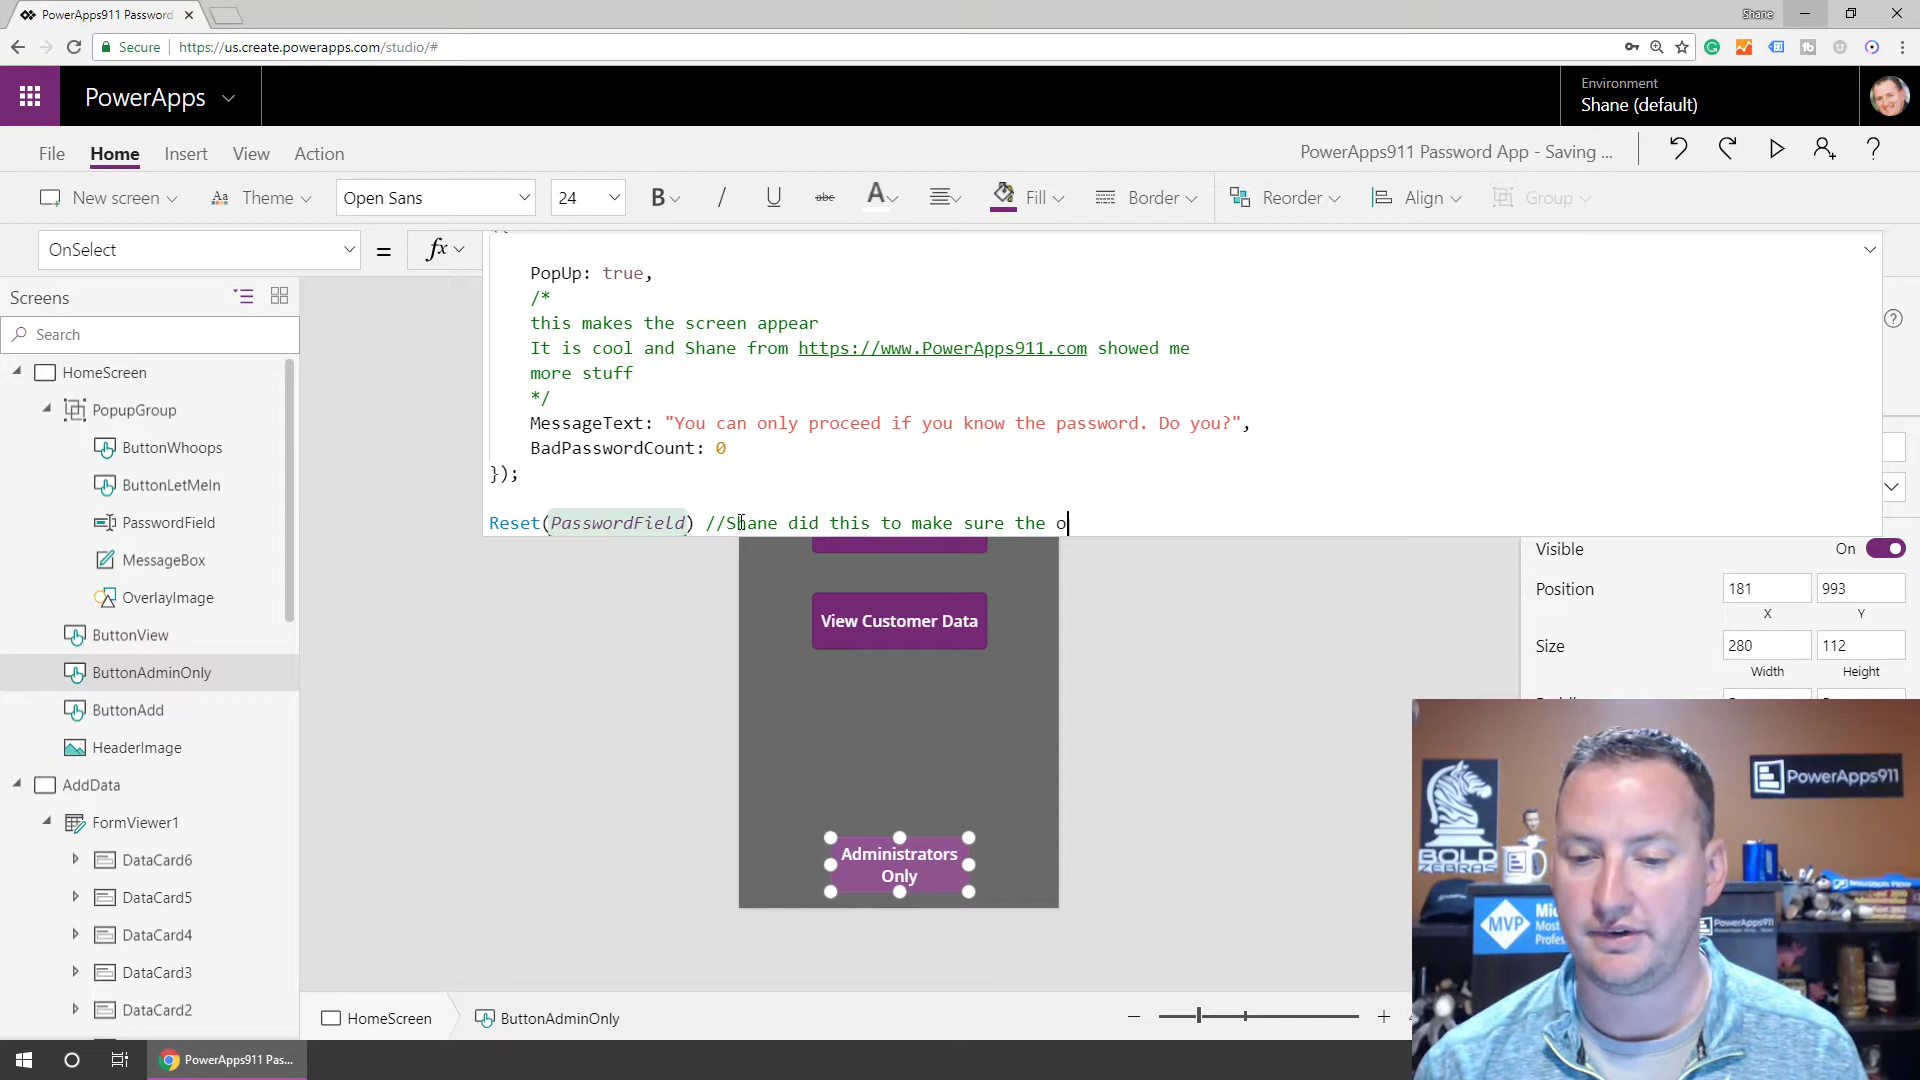 PowerApps911 Password
Shane
Secure
https://us.create.powerapps.com/studio/#
PowerApps
Environment
Shane (default)
File
Home
Insert
View
Action
PowerApps911 Password App - Saving ...
New screen
Theme
Open Sans
24
B
Fill
Border
Reorder
Align
Group
OnSelect
=
fx
PopUp: true,
/*
this makes the screen appear
It is cool and Shane from https://www.PowerApps911.com showed me
more stuff
*/
MessageText: "You can only proceed if you know the password. Do you?",
BadPasswordCount: 0
});
Reset(PasswordField) //Shane did this to make sure the o
Screens
Search
HomeScreen
PopupGroup
ButtonWhoops
ButtonLetMeIn
PasswordField
MessageBox
OverlayImage
ButtonView
ButtonAdminOnly
ButtonAdd
HeaderImage
AddData
FormViewer1
DataCard6
DataCard5
DataCard4
DataCard3
DataCard2
View Customer Data
Administrators
Only
Visible
On
Position
181
993
X
Y
Size
280
112
Width
Height
HomeScreen
ButtonAdminOnly
PowerApps911
BOLD
ZEBRAS
MVP
PowerApps911
PowerApps911 Pas...